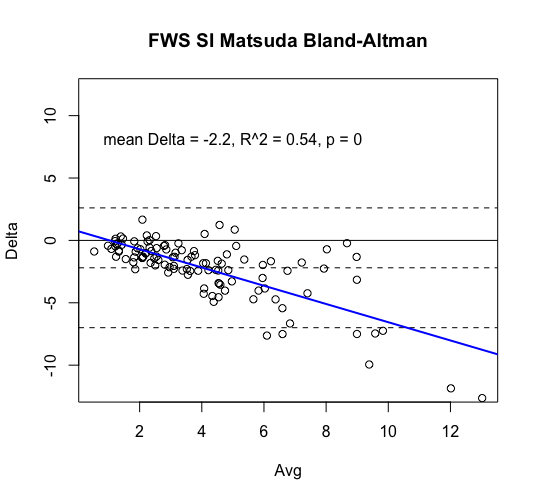 FWS SI Matsuda Bland-Altman
mean Delta = -2.2, R^2 = 0.54, p = 0
Delta
10
5
0
-5
-10
2 4 6 8 10 12
Avg